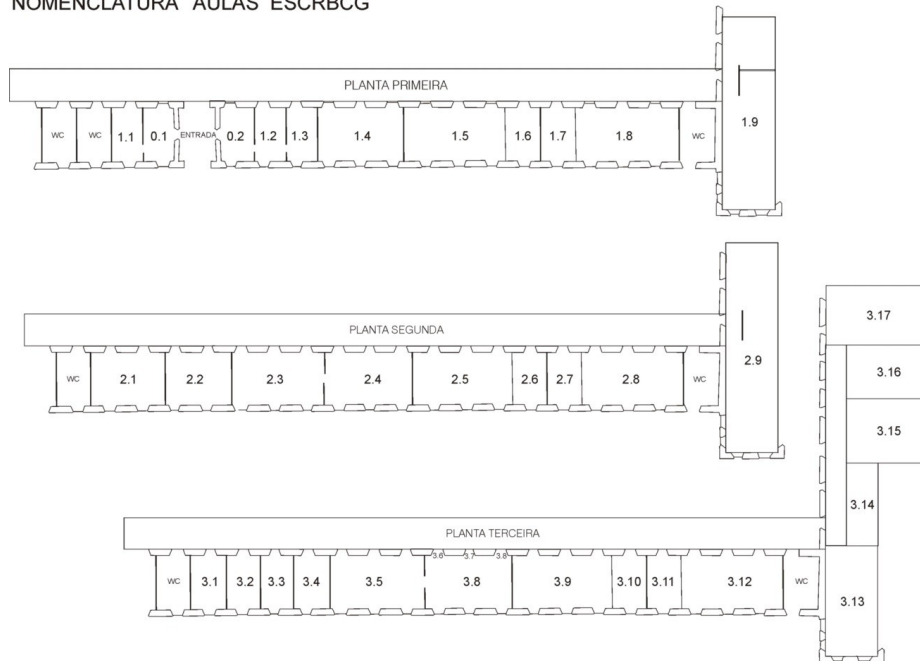 NOMENCLATURA AULAS ESCRBCG
PLANTA PRIMEIRA
WC WC 1.1 0.1 ENTRADA 0.2 1.2 1.3 1.4 1.5 1.6 1.7 1.8 WC 1.9
PLANTA SEGUNDA
WC 2.1 2.2 2.3 2.4 2.5 2.6 2.7 2.8 WC 2.9
3.17
3.16
3.15
3.14
PLANTA TERCEIRA
3.6 3.7 3.8
WC 3.1 3.2 3.3 3.4 3.5 3.8 3.9 3.10 3.11 3.12 WC 3.13